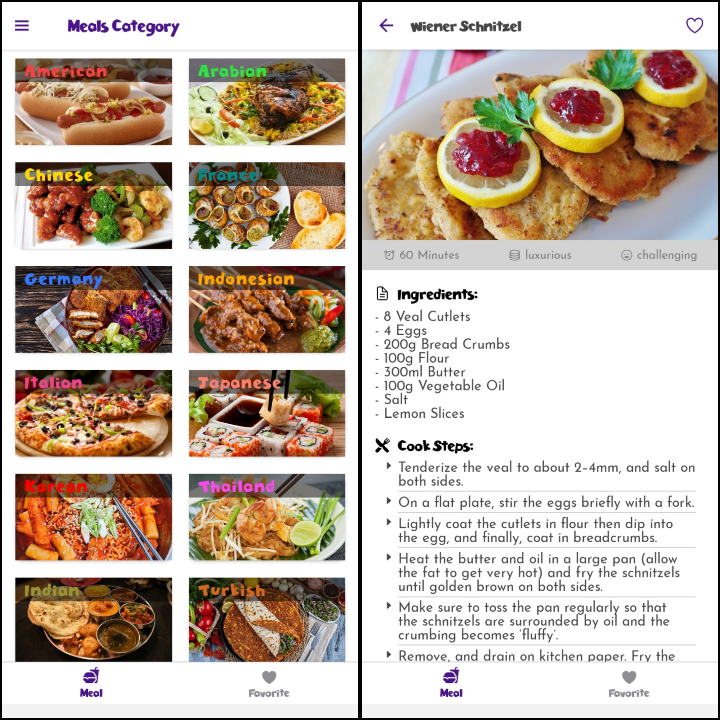 Meals Category
American
Arabian
Chinese
France
Germany
Indonesian
Italian
Japanese
Korean
Thailand
Indian
Turkish
Meal
Favorite
Wiener Schnitzel
60 Minutes
luxurious
challenging
Ingredients:
- 8 Veal Cutlets
- 4 Eggs
- 200g Bread Crumbs
- 100g Flour
- 300ml Butter
- 100g Vegetable Oil
- Salt
- Lemon Slices
Cook Steps:
Tenderize the veal to about 2–4mm, and salt on
both sides.
On a flat plate, stir the eggs briefly with a fork.
Lightly coat the cutlets in flour then dip into
the egg, and finally, coat in breadcrumbs.
Heat the butter and oil in a large pan (allow
the fat to get very hot) and fry the schnitzels
until golden brown on both sides.
Make sure to toss the pan regularly so that
the schnitzels are surrounded by oil and the
crumbing becomes ‘fluffy’.
Remove, and drain on kitchen paper. Fry the
Meal
Favorite